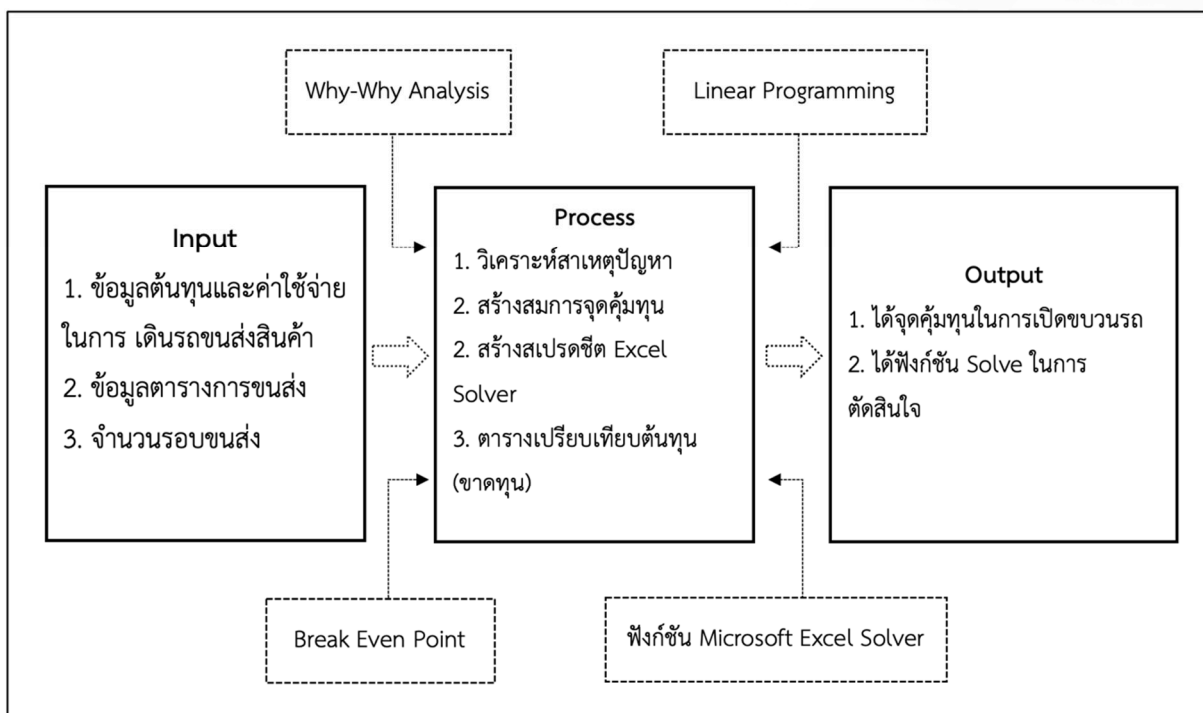 Why-Why Analysis
Linear Programming
Input
1. ข้อมูลต้นทุนและค่าใช้จ่าย
ในการ เดินรถขนส่งสินค้า
2. ข้อมูลตารางการขนส่ง
3. จำนวนรอบขนส่ง
Process
1. วิเคราะห์สาเหตุปัญหา
2. สร้างสมการจุดคุ้มทุน
2. สร้างสเปรดชีต Excel
Solver
3. ตารางเปรียบเทียบต้นทุน
(ขาดทุน)
Output
1. ได้จุดคุ้มทุนในการเปิดขบวนรถ
2. ได้ฟังก์ชัน Solve ในการ
ตัดสินใจ
Break Even Point
ฟังก์ชัน Microsoft Excel Solver